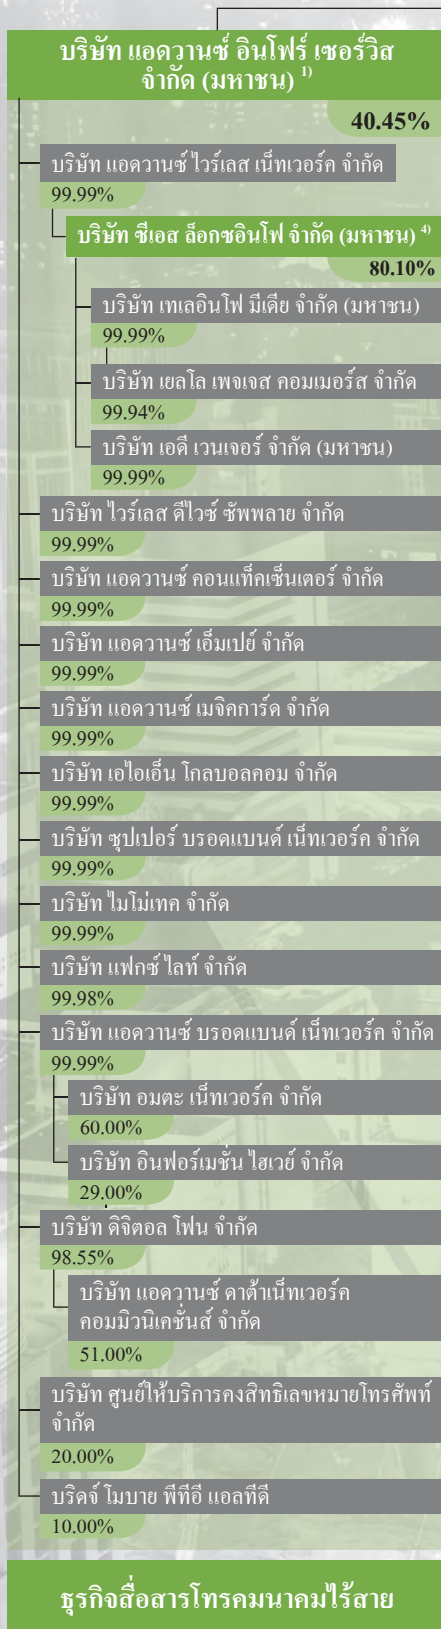 บริษัท แอดวานซ์ อินโฟร์ เซอร์วิส
จำกัด (มหาชน) 1)
40.45%
บริษัท แอดวานซ์ ไวร์เลส เน็ทเวอร์ค จำกัด
99.99%
บริษัท ซีเอส ล็อกซอินโฟ จำกัด (มหาชน) 4)
80.10%
บริษัท เทเลอินโฟ มีเดีย จำกัด (มหาชน)
99.99%
บริษัท เยลโล เพจเจส คอมเมอร์ส จำกัด
99.94%
บริษัท เอดี เวนเจอร์ จำกัด (มหาชน)
99.99%
บริษัท ไวร์เลส ดีไวซ์ ซัพพลาย จำกัด
99.99%
บริษัท แอดวานซ์ คอนแท็คเซ็นเตอร์ จำกัด
99.99%
บริษัท แอดวานซ์ เอ็มเปย์ จำกัด
99.99%
บริษัท แอดวานซ์ เมจิคการ์ด จำกัด
99.99%
บริษัท เอไอเอ็น โกลบอลคอม จำกัด
99.99%
บริษัท ซุปเปอร์ บรอดแบนด์ เน็ทเวอร์ค จำกัด
99.99%
บริษัท ไมโม่เทค จำกัด
99.99%
บริษัท แฟกซ์ ไลท์ จำกัด
99.98%
บริษัท แอดวานซ์ บรอดแบนด์ เน็ทเวอร์ค จำกัด
99.99%
บริษัท อมตะ เน็ทเวอร์ค จำกัด
60.00%
บริษัท อินฟอร์เมชั่น ไฮเวย์ จำกัด
29.00%
บริษัท ดิจิตอล โฟน จำกัด
98.55%
บริษัท แอดวานซ์ ดาต้าเน็ทเวอร์ค
คอมมิวนิเคชั่นส์ จำกัด
51.00%
บริษัท ศูนย์ให้บริการคงสิทธิเลขหมายโทรศัพท์
จำกัด
20.00%
บริดจ์ โมบาย พีทีอี แอลทีดี
10.00%
ธุรกิจสื่อสารโทรคมนาคมไร้สาย